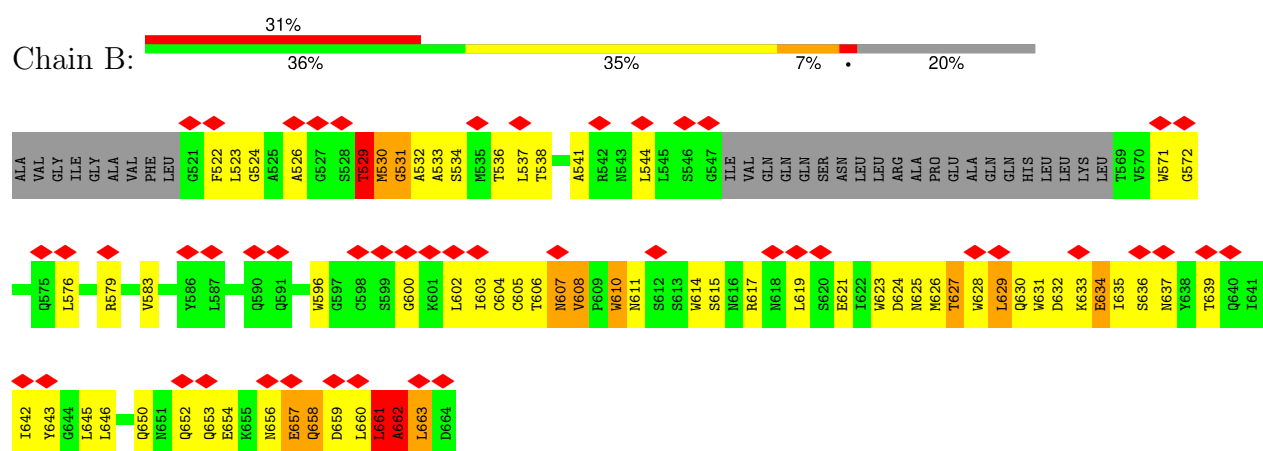 31%
Chain B:
36% 35% 7% • 20%
ALA VAL GLY ILE GLY ALA VAL PHE LEU G521 F522 L523 G524 A525 A526 G527 S528 T529 M530 G531 A532 A533 S534 M535 T536 L537 T538 A541 R542 N543 L544 L545 S546 G547 ILE VAL GLN GLN GLN SER ASN LEU LEU ARG ALA PRO GLU ALA GLN GLN HIS LEU LEU LYS LEU T569 V570 W571 G572
Q575 L576 R579 V583 Y586 L587 Q590 Q591 W596 G597 C598 S599 G600 K601 L602 I603 C604 C605 T606 N607 V608 P609 W610 N611 S612 S613 W614 S615 N616 R617 N618 L619 S620 E621 I622 W623 D624 N625 M626 T627 W628 L629 Q630 W631 D632 K633 E634 I635 S636 N637 Y638 T639 Q640 I641
I642 Y643 G644 L645 L646 Q650 N651 Q652 Q653 E654 K655 N656 E657 Q658 D659 L660 L661 A662 L663 D664